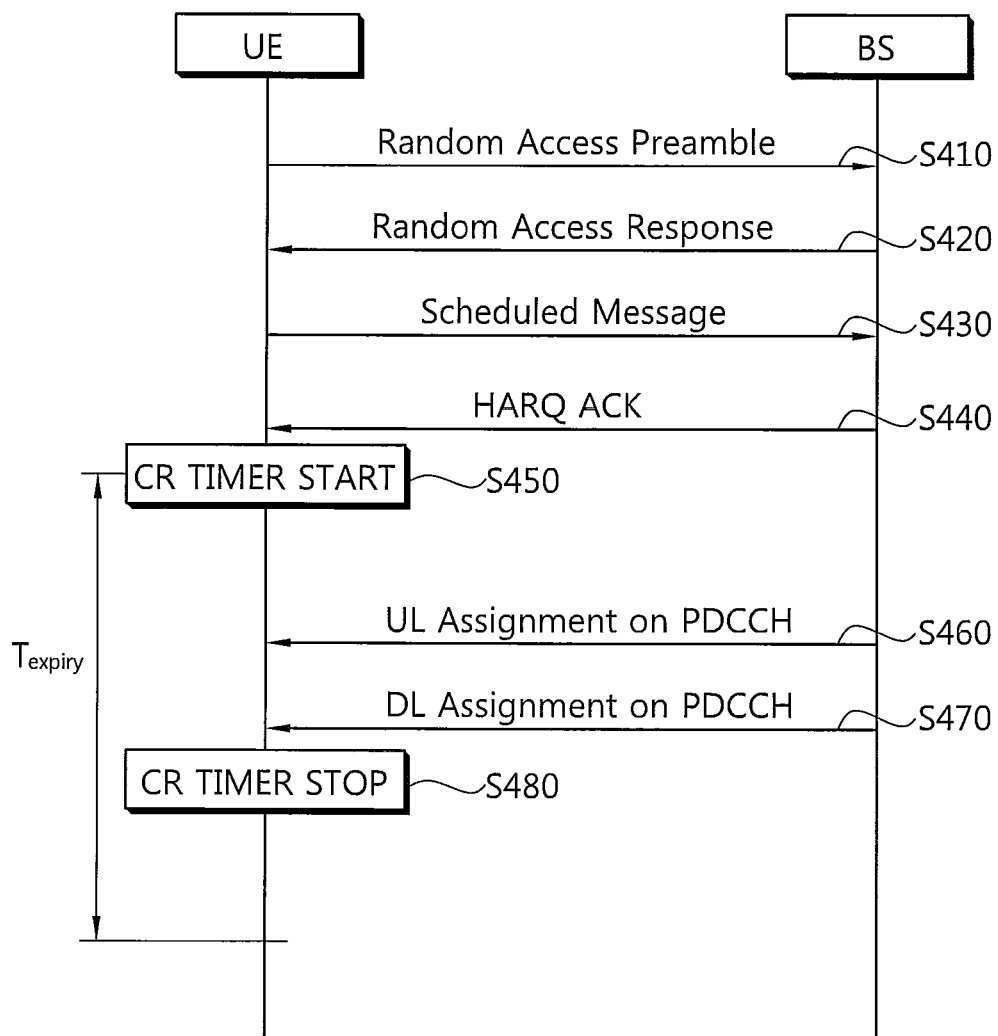 UE
BS
Random Access Preamble
S410
Random Access Response
S420
Scheduled Message
S430
HARQ ACK
S440
CR TIMER START
S450
UL Assignment on PDCCH
S460
Texpiry
DL Assignment on PDCCH
S470
CR TIMER STOP
S480